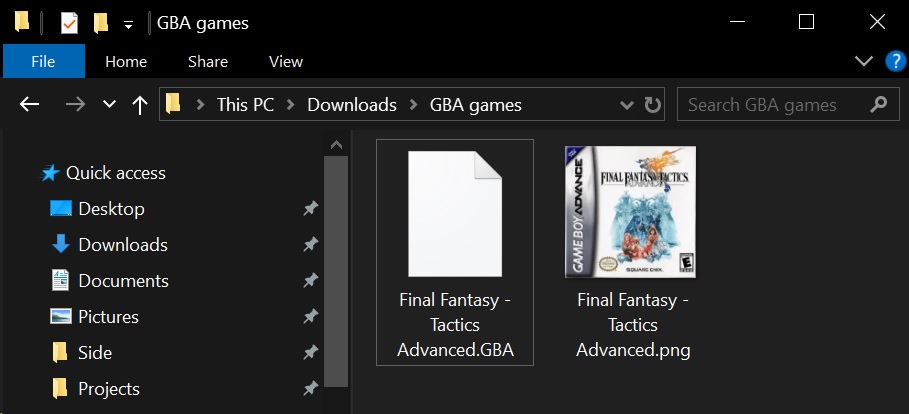 GBA games
File Home Share View
This PC Downloads GBA games
Search GBA games
Quick access
Desktop
Downloads
Documents
Pictures
Side
Projects
Final Fantasy -
Tactics
Advanced.GBA
GAME BOY ADVANCE
FINAL FANTASY TACTICS
ADVANCE
SQUARE ENIX
E
Final Fantasy -
Tactics
Advanced.png